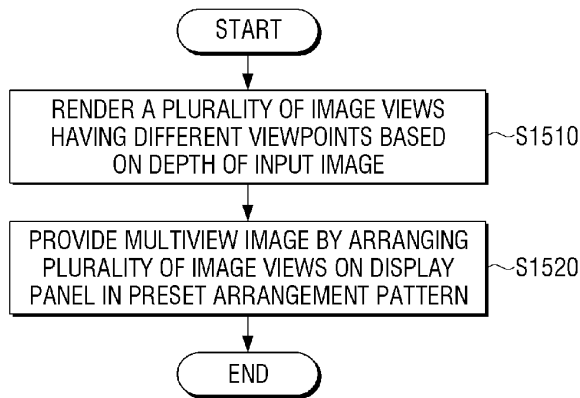 START
RENDER A PLURALITY OF IMAGE VIEWS
HAVING DIFFERENT VIEWPOINTS BASED
ON DEPTH OF INPUT IMAGE
S1510
PROVIDE MULTIVIEW IMAGE BY ARRANGING
PLURALITY OF IMAGE VIEWS ON DISPLAY
PANEL IN PRESET ARRANGEMENT PATTERN
S1520
END